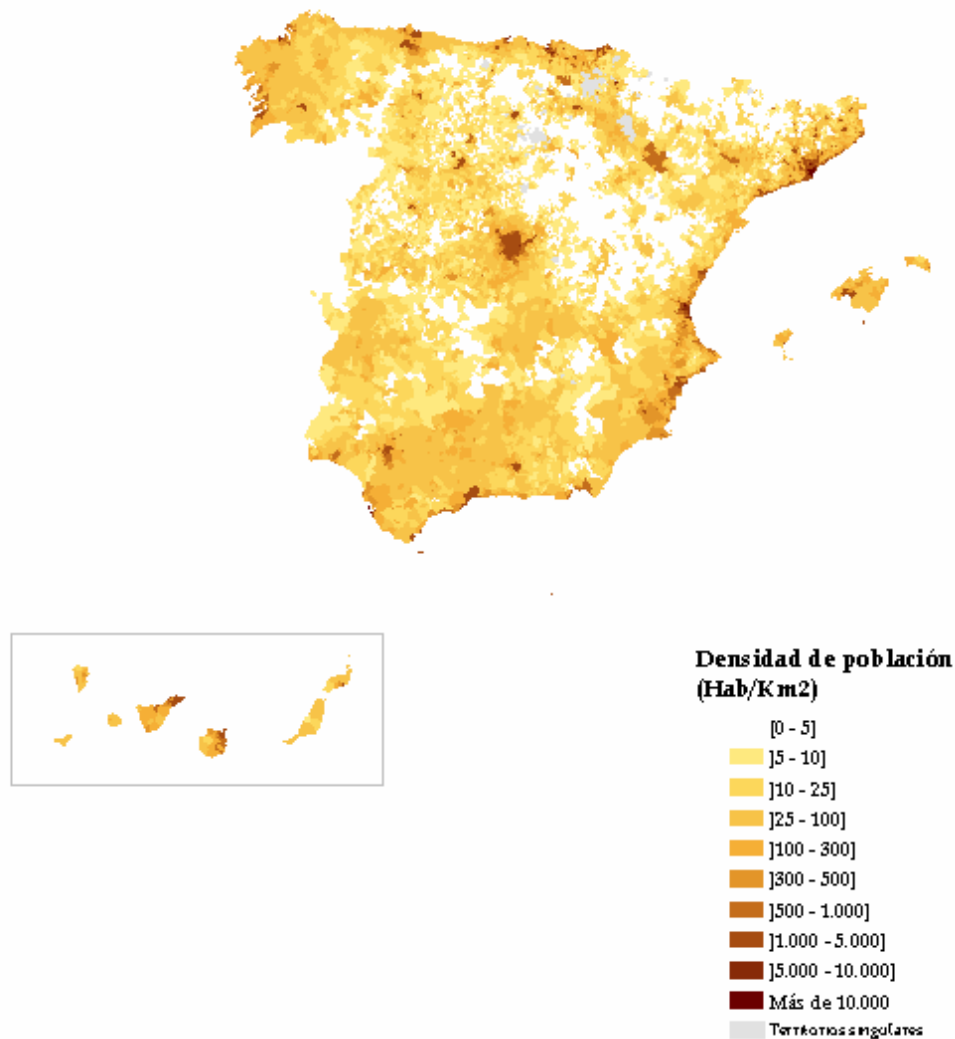 Densidad de población
(Hab/Km2)
[0 - 5]
]5 - 10]
]10 - 25]
]25 - 100]
]100 - 300]
]300 - 500]
]500 - 1.000]
]1.000 - 5.000]
]5.000 - 10.000]
Más de 10.000
Territorios singulares